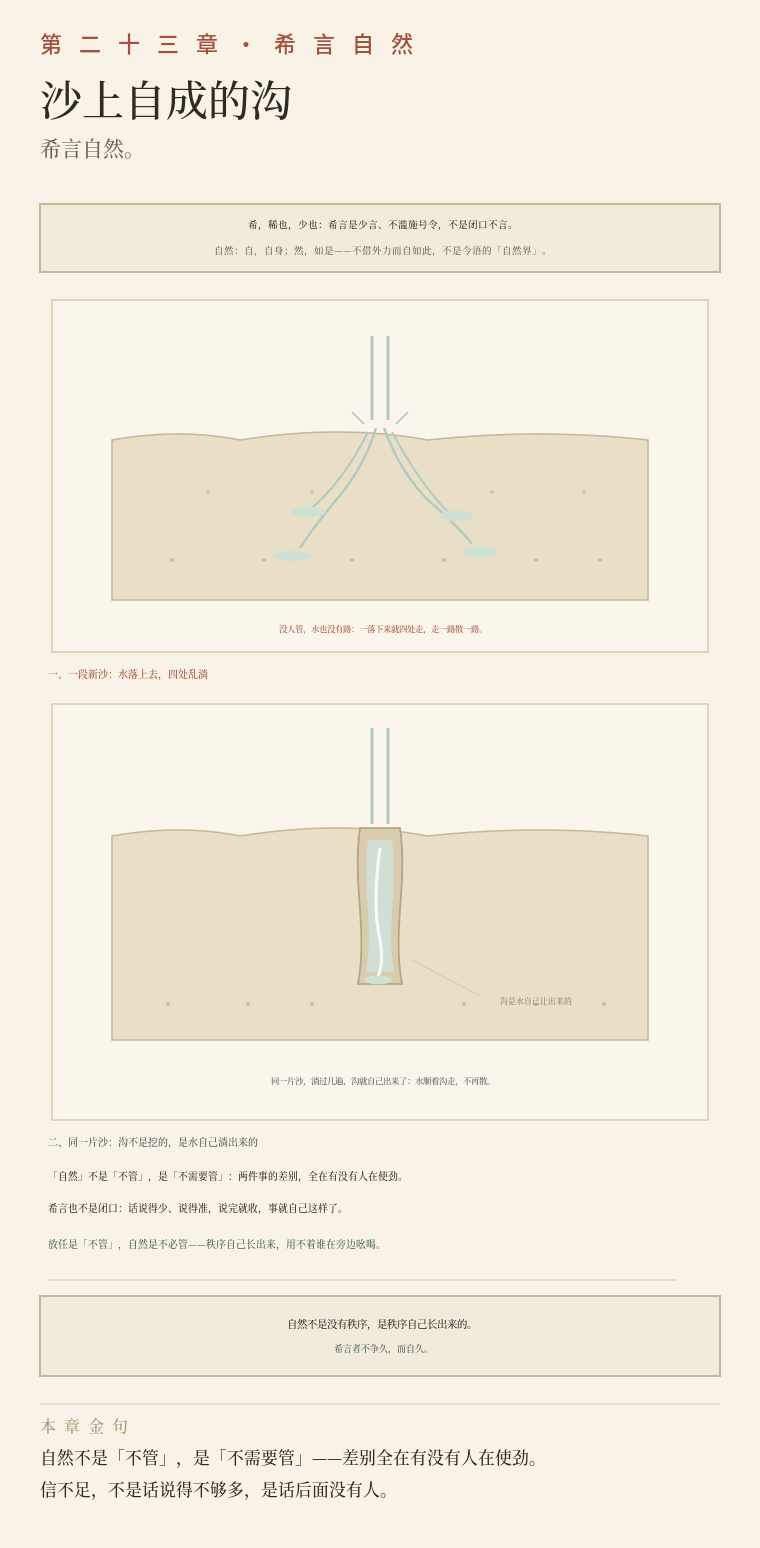 第二十三章·希言自然
沙上自成的沟
希言自然。
希，稀也，少也：希言是少言、不滥施号令，不是闭口不言。
自然：自，自身；然，如是——不借外力而自如此，不是今语的「自然界」。
没人管，水也没有路：一落下来就四处走，走一路散一路。
一、一段新沙：水落上去，四处乱淌
沟是水自己让出来的
同一片沙，淌过几遍，沟就自己出来了：水顺着沟走，不再散。
二、同一片沙：沟不是挖的，是水自己淌出来的
「自然」不是「不管」，是「不需要管」：两件事的差别，全在有没有人在使劲。
希言也不是闭口：话说得少、说得准，说完就收，事就自己这样了。
放任是「不管」，自然是不必管——秩序自己长出来，用不着谁在旁边吆喝。
自然不是没有秩序，是秩序自己长出来的。
希言者不争久，而自久。
本章金句
自然不是「不管」，是「不需要管」——差别全在有没有人在使劲。
信不足，不是话说得不够多，是话后面没有人。